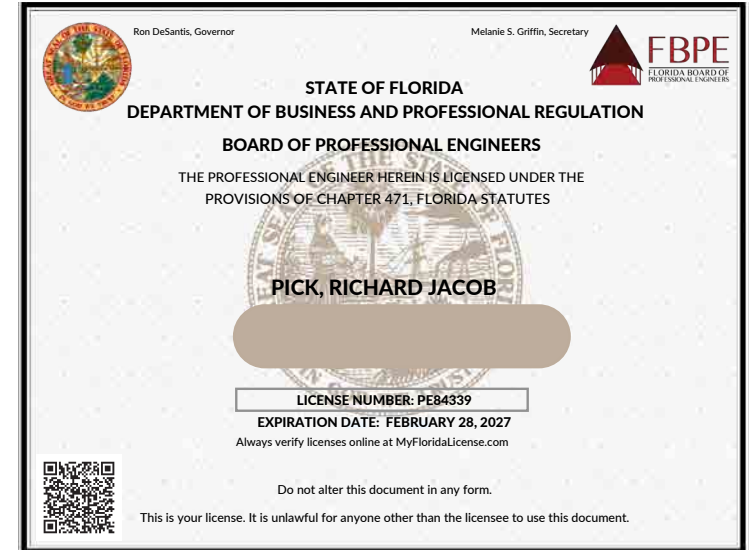 Ron DeSantis, Governor
Melanie S. Griffin, Secretary
FBPE
FLORIDA BOARD OF
PROFESSIONAL ENGINEERS
STATE OF FLORIDA
DEPARTMENT OF BUSINESS AND PROFESSIONAL REGULATION
BOARD OF PROFESSIONAL ENGINEERS
THE PROFESSIONAL ENGINEER HEREIN IS LICENSED UNDER THE
PROVISIONS OF CHAPTER 471, FLORIDA STATUTES
PICK, RICHARD JACOB
LICENSE NUMBER: PE84339
EXPIRATION DATE: FEBRUARY 28, 2027
Always verify licenses online at MyFloridaLicense.com
Do not alter this document in any form.
This is your license. It is unlawful for anyone other than the licensee to use this document.